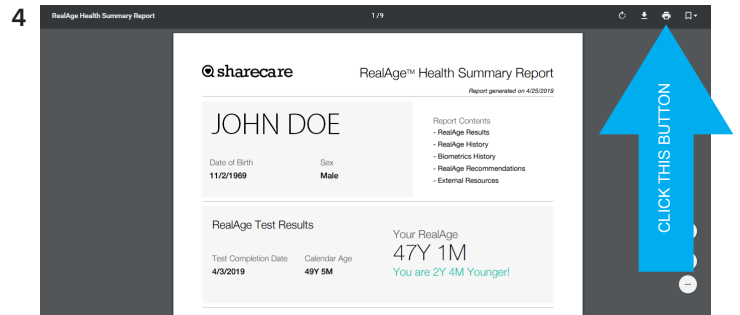 4
RealAge Health Summary Report
1 / 9
sharecare
RealAge™ Health Summary Report
Report generated on 4/25/2019
JOHN DOE
Date of Birth
Sex
11/2/1969
Male
Report Contents
- RealAge Results
- RealAge History
- Biometrics History
- RealAge Recommendations
- External Resources
CLICK THIS BUTTON
RealAge Test Results
Test Completion Date
Calendar Age
4/3/2019
49Y 5M
Your RealAge
47Y 1M
You are 2Y 4M Younger!